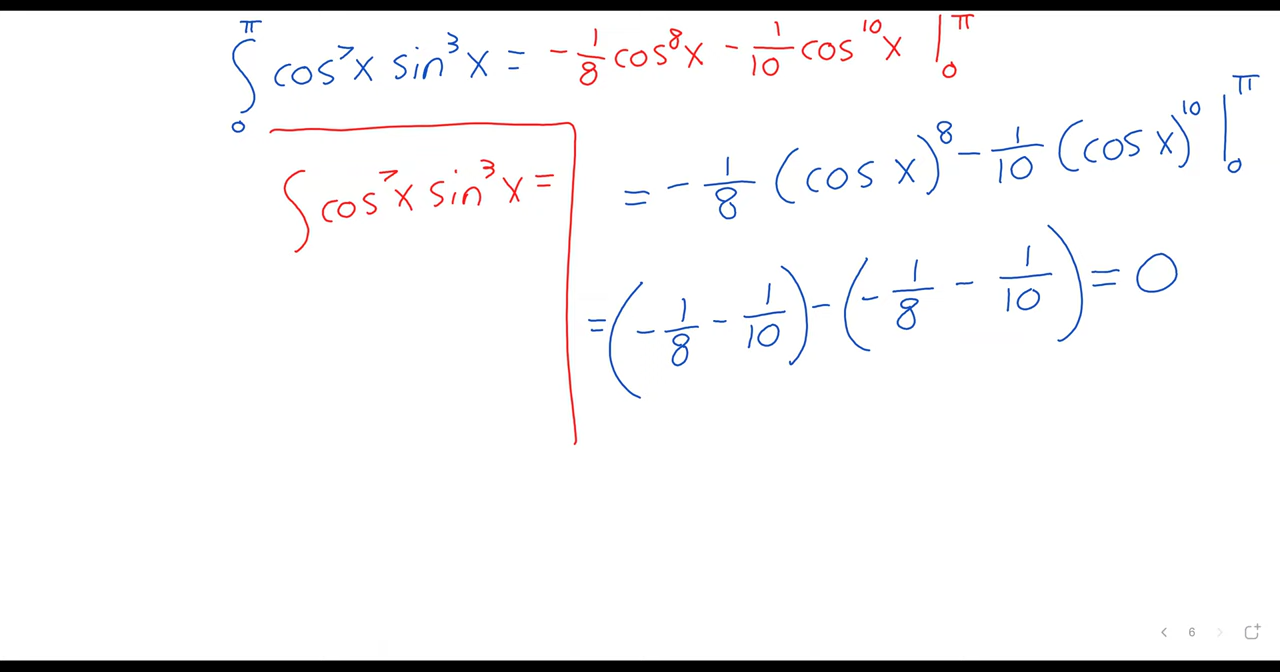 ∫₀^π cos⁷x sin³x = -1/8 cos⁸x - 1/10 cos¹⁰x |₀^π
∫ cos⁷x sin³x =
= -1/8 (cos x)⁸ - 1/10 (cos x)¹⁰ |₀^π
= (-1/8 - 1/10) - (-1/8 - 1/10) = 0
6